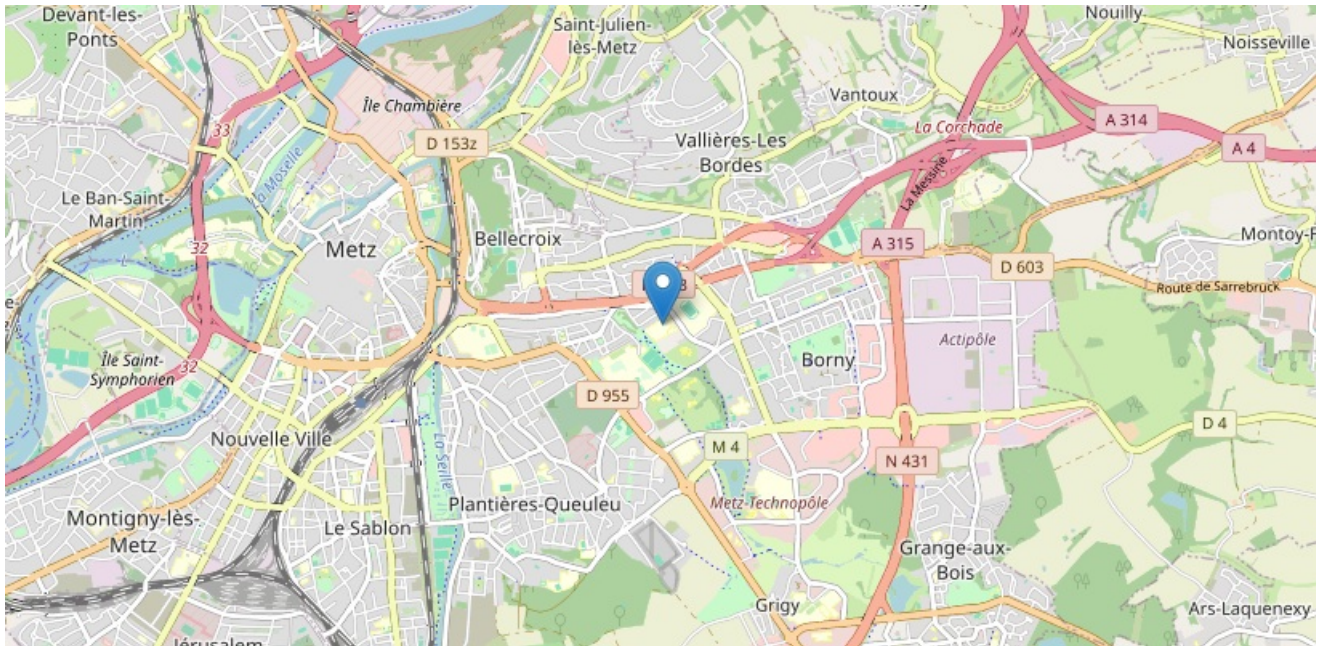 Devant-les-
Ponts
Saint-Julien-
lès-Metz
Nouilly
Noisseville
Île Chambière
Vantoux
La Corchade
A 314
A 4
33
D 153z
Vallières-Les
Bordes
La Moselle
La Messine
Le Ban-Saint-
Martin
32
Metz
Bellecroix
A 315
Montoy-F
D 603
Route de Sarrebruck
Île Saint-
Symphorien
32
Borny
Actipôle
D 955
Nouvelle Ville
La Seille
M 4
D 4
N 431
Montigny-lès-
Metz
Le Sablon
Plantières-Queuleu
Metz-Technopôle
Grange-aux-
Bois
Grigy
Ars-Laquenexy